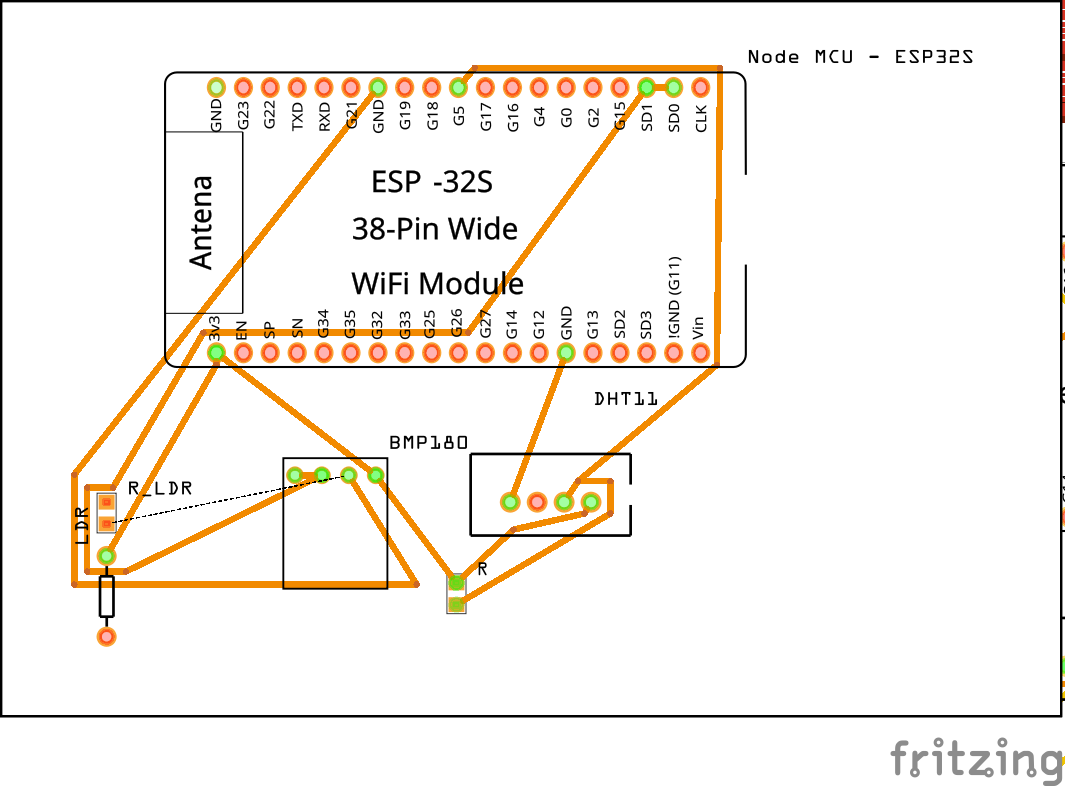 Node MCU - ESP32S
GND G23 G22 TXD RXD G21 GND G19 G18 G5 G17 G16 G4 G0 G2 G15 SD1 SD0 CLK
Antena
ESP -32S
38-Pin Wide
WiFi Module
3v3 EN SP SN G34 G35 G32 G33 G25 G26 G27 G14 G12 GND G13 SD2 SD3 !GND (G11) Vin
DHT11
BMP180
R_LDR
LDR
R
fritzing